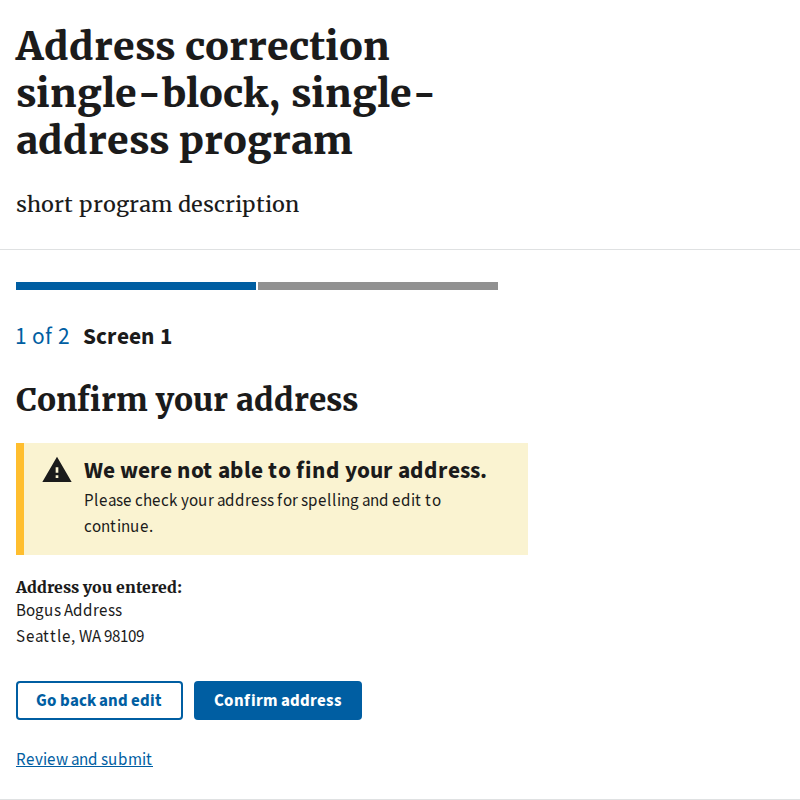 Address correction
single-block, single-
address program
short program description
1 of 2 Screen 1
Confirm your address
We were not able to find your address.
Please check your address for spelling and edit to
continue.
Address you entered:
Bogus Address
Seattle, WA 98109
Go back and edit Confirm address
Review and submit